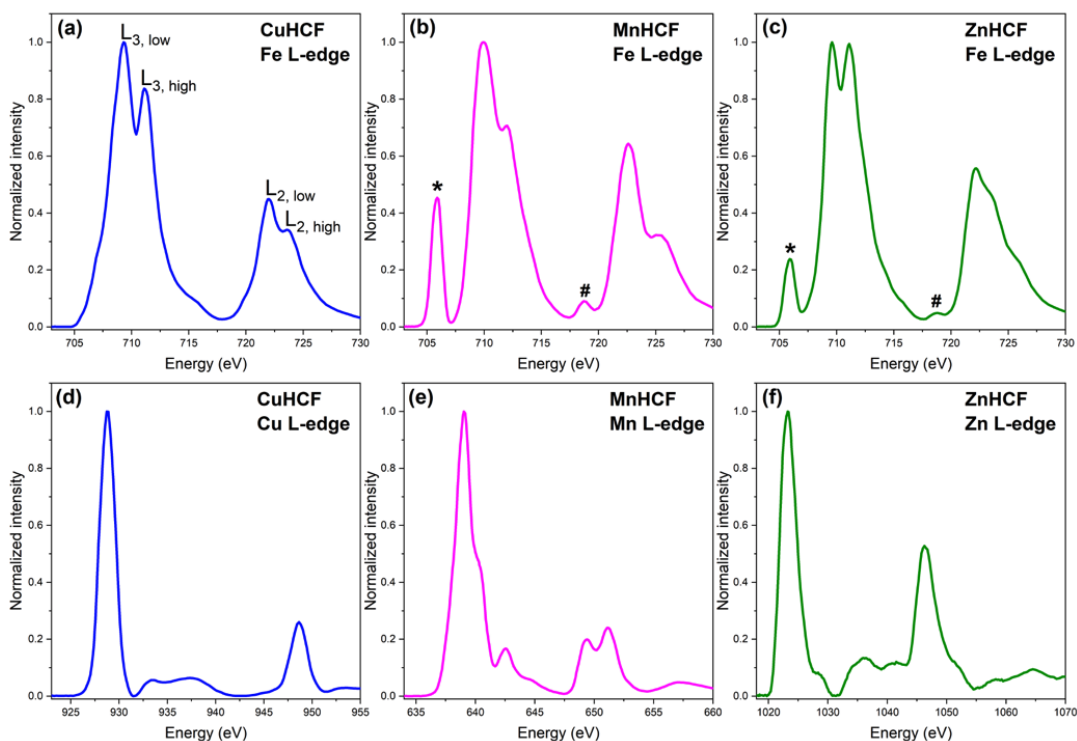 (a)
CuHCF
Fe L-edge
L3, low
L3, high
L2, low
L2, high
Normalized intensity
0.0
0.2
0.4
0.6
0.8
1.0
705 710 715 720 725 730
Energy (eV)
(b)
MnHCF
Fe L-edge
*
#
Normalized intensity
0.0
0.2
0.4
0.6
0.8
1.0
705 710 715 720 725 730
Energy (eV)
(c)
ZnHCF
Fe L-edge
*
#
Normalized intensity
0.0
0.2
0.4
0.6
0.8
1.0
705 710 715 720 725 730
Energy (eV)
(d)
CuHCF
Cu L-edge
Normalized intensity
0.0
0.2
0.4
0.6
0.8
1.0
925 930 935 940 945 950 955
Energy (eV)
(e)
MnHCF
Mn L-edge
Normalized intensity
0.0
0.2
0.4
0.6
0.8
1.0
635 640 645 650 655 660
Energy (eV)
(f)
ZnHCF
Zn L-edge
Normalized intensity
0.0
0.2
0.4
0.6
0.8
1.0
1020 1030 1040 1050 1060 1070
Energy (eV)